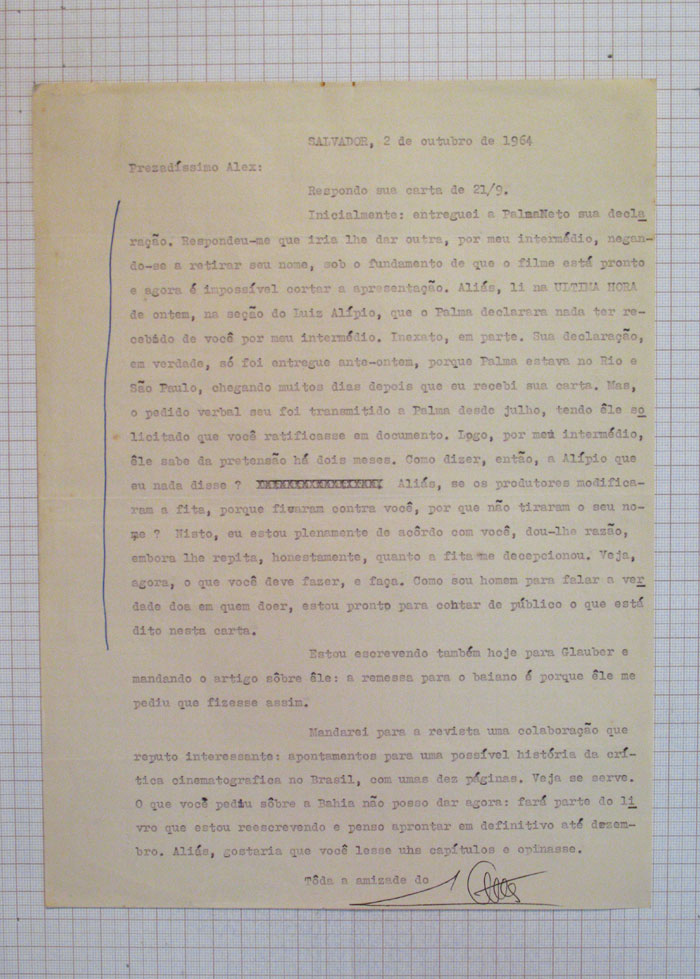 SALVADOR, 2 de outubro de 1964
Prezadíssimo Alex:
Respondo sua carta de 21/9.
Inicialmente: entreguei a PalmaNeto sua decla
ração. Respondeu-me que iria lhe dar outra, por meu intermédio, negan-
do-se a retirar seu nome, sob o fundamento de que o filme está pronto
e agora é impossível cortar a apresentação. Aliás, li na ULTIMA HORA
de ontem, na seção do Luiz Alípio, que o Palma declarara nada ter re-
cebido de você por meu intermédio. Inexato, em parte. Sua declaração,
em verdade, só foi entregue ante-ontem, porque Palma estava no Rio e
São Paulo, chegando muitos dias depois que eu recebi sua carta. Mas,
o pedido verbal seu foi transmitido a Palma desde julho, tendo êle so
licitado que você ratificasse em documento. Logo, por meu intermédio,
êle sabe da pretensão há dois meses. Como dizer, então, a Alípio que
eu nada disse ? Aliás, se os produtores modifica-
ram a fita, porque ficaram contra você, por que não tiraram o seu no-
me ? Nisto, eu estou plenamente de acôrdo com você, dou-lhe razão,
embora lhe repita, honestamente, quanto a fita me decepcionou. Veja,
agora, o que você deve fazer, e faça. Como sou homem para falar a ver
dade doa em quem doer, estou pronto para contar de público o que está
dito nesta carta.
Estou escrevendo também hoje para Glauber e
mandando o artigo sôbre êle: a remessa para o baiano é porque êle me
pediu que fizesse assim.
Mandarei para a revista uma colaboração que
reputo interessante: apontamentos para uma possível história da crí-
tica cinematografica no Brasil, com umas dez páginas. Veja se serve.
O que você pediu sôbre a Bahia não posso dar agora: fará parte do li
vro que estou reescrevendo e penso aprontar em definitivo até dezem-
bro. Aliás, gostaria que você lesse uhs capítulos e opinasse.
Tôda a amizade do